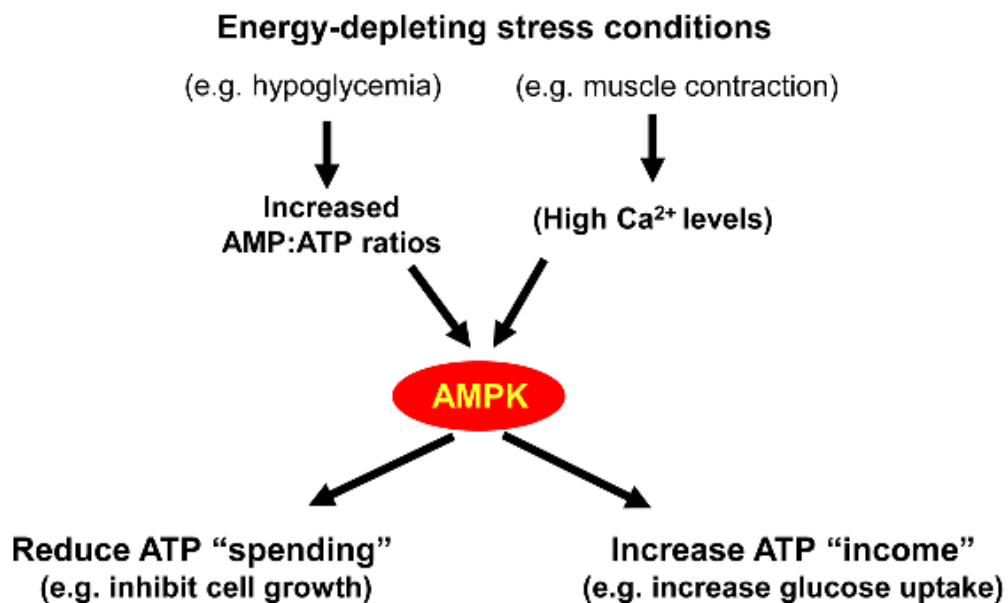 Energy-depleting stress conditions
(e.g. hypoglycemia) (e.g. muscle contraction)
Increased
AMP:ATP ratios
(High Ca²⁺ levels)
AMPK
Reduce ATP “spending”
(e.g. inhibit cell growth)
Increase ATP “income”
(e.g. increase glucose uptake)